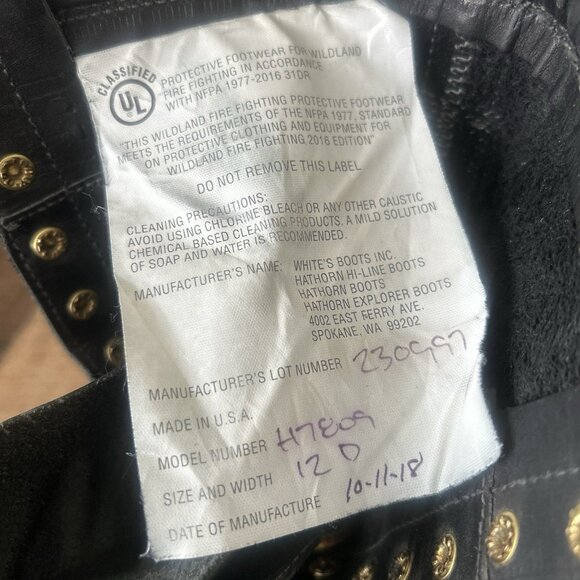 CLASSIFIED
UL
PROTECTIVE FOOTWEAR FOR WILDLAND
FIRE FIGHTING IN ACCORDANCE
WITH NFPA 1977-2016 31DR
"THIS WILDLAND FIRE FIGHTING PROTECTIVE FOOTWEAR
MEETS THE REQUIREMENTS OF THE NFPA 1977, STANDARD
ON PROTECTIVE CLOTHING AND EQUIPMENT FOR
WILDLAND FIRE FIGHTING 2016 EDITION"
DO NOT REMOVE THIS LABEL
CLEANING PRECAUTIONS:
AVOID USING CHLORINE BLEACH OR ANY OTHER CAUSTIC
CHEMICAL BASED CLEANING PRODUCTS. A MILD SOLUTION
OF SOAP AND WATER IS RECOMMENDED.
MANUFACTURER'S NAME: WHITE'S BOOTS INC
HATHORN HI-LINE BOOTS
HATHORN BOOTS
HATHORN EXPLORER BOOTS
4002 EAST FERRY AVE.
SPOKANE, WA 99202
MANUFACTURER'S LOT NUMBER 230997
MADE IN U.S.A.
MODEL NUMBER H7809
SIZE AND WIDTH 12 D
DATE OF MANUFACTURE 10-11-18